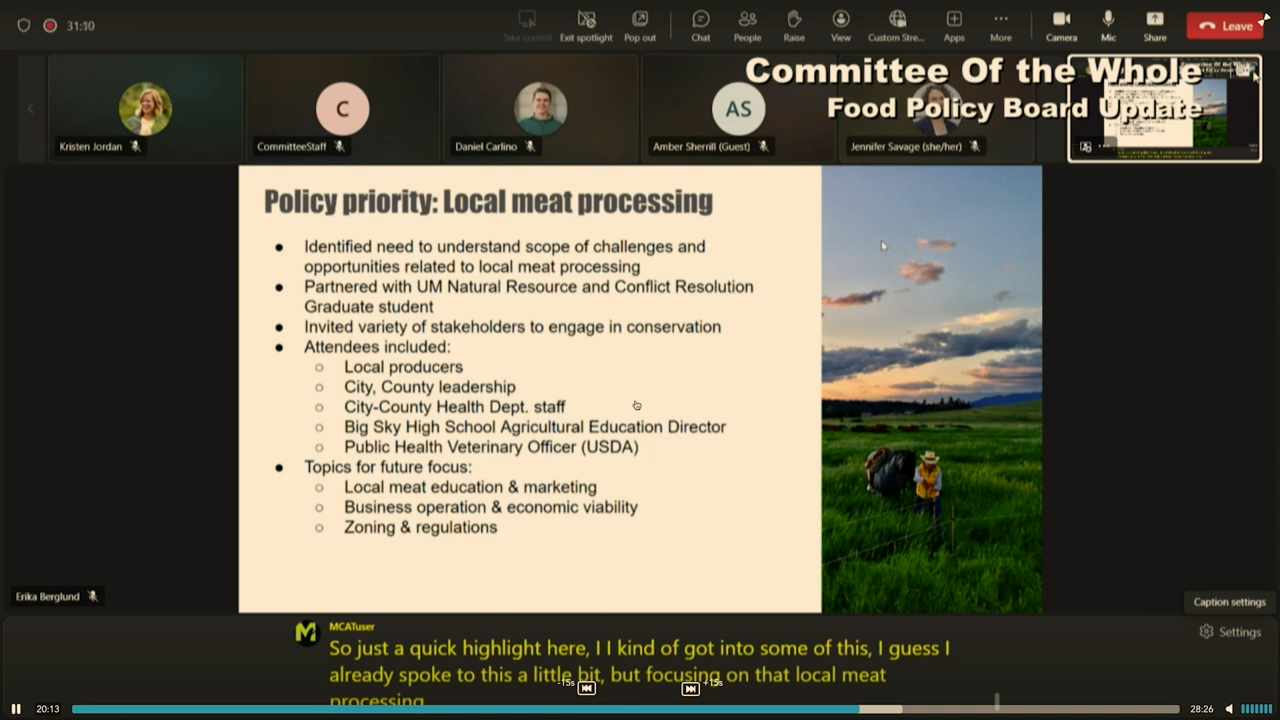 31:10
Take control
Exit spotlight
Pop out
Chat
People
Raise
View
Custom Stre...
Apps
More
Camera
Mic
Share
Leave
Committee Of the Whole
Food Policy Board Update
C
AS
Kristen Jordan
CommitteeStaff
Daniel Carlino
Amber Sherrill (Guest)
Jennifer Savage (she/her)
Policy priority: Local meat processing
● Identified need to understand scope of challenges and
opportunities related to local meat processing
● Partnered with UM Natural Resource and Conflict Resolution
Graduate student
● Invited variety of stakeholders to engage in conservation
● Attendees included:
○ Local producers
○ City, County leadership
○ City-County Health Dept. staff
○ Big Sky High School Agricultural Education Director
○ Public Health Veterinary Officer (USDA)
● Topics for future focus:
○ Local meat education & marketing
○ Business operation & economic viability
○ Zoning & regulations
Erika Berglund
Caption settings
Settings
MCATuser
So just a quick highlight here, I I kind of got into some of this, I guess I
already spoke to this a little bit, but focusing on that local meat
processing
-15s
+15s
20:13
28:26